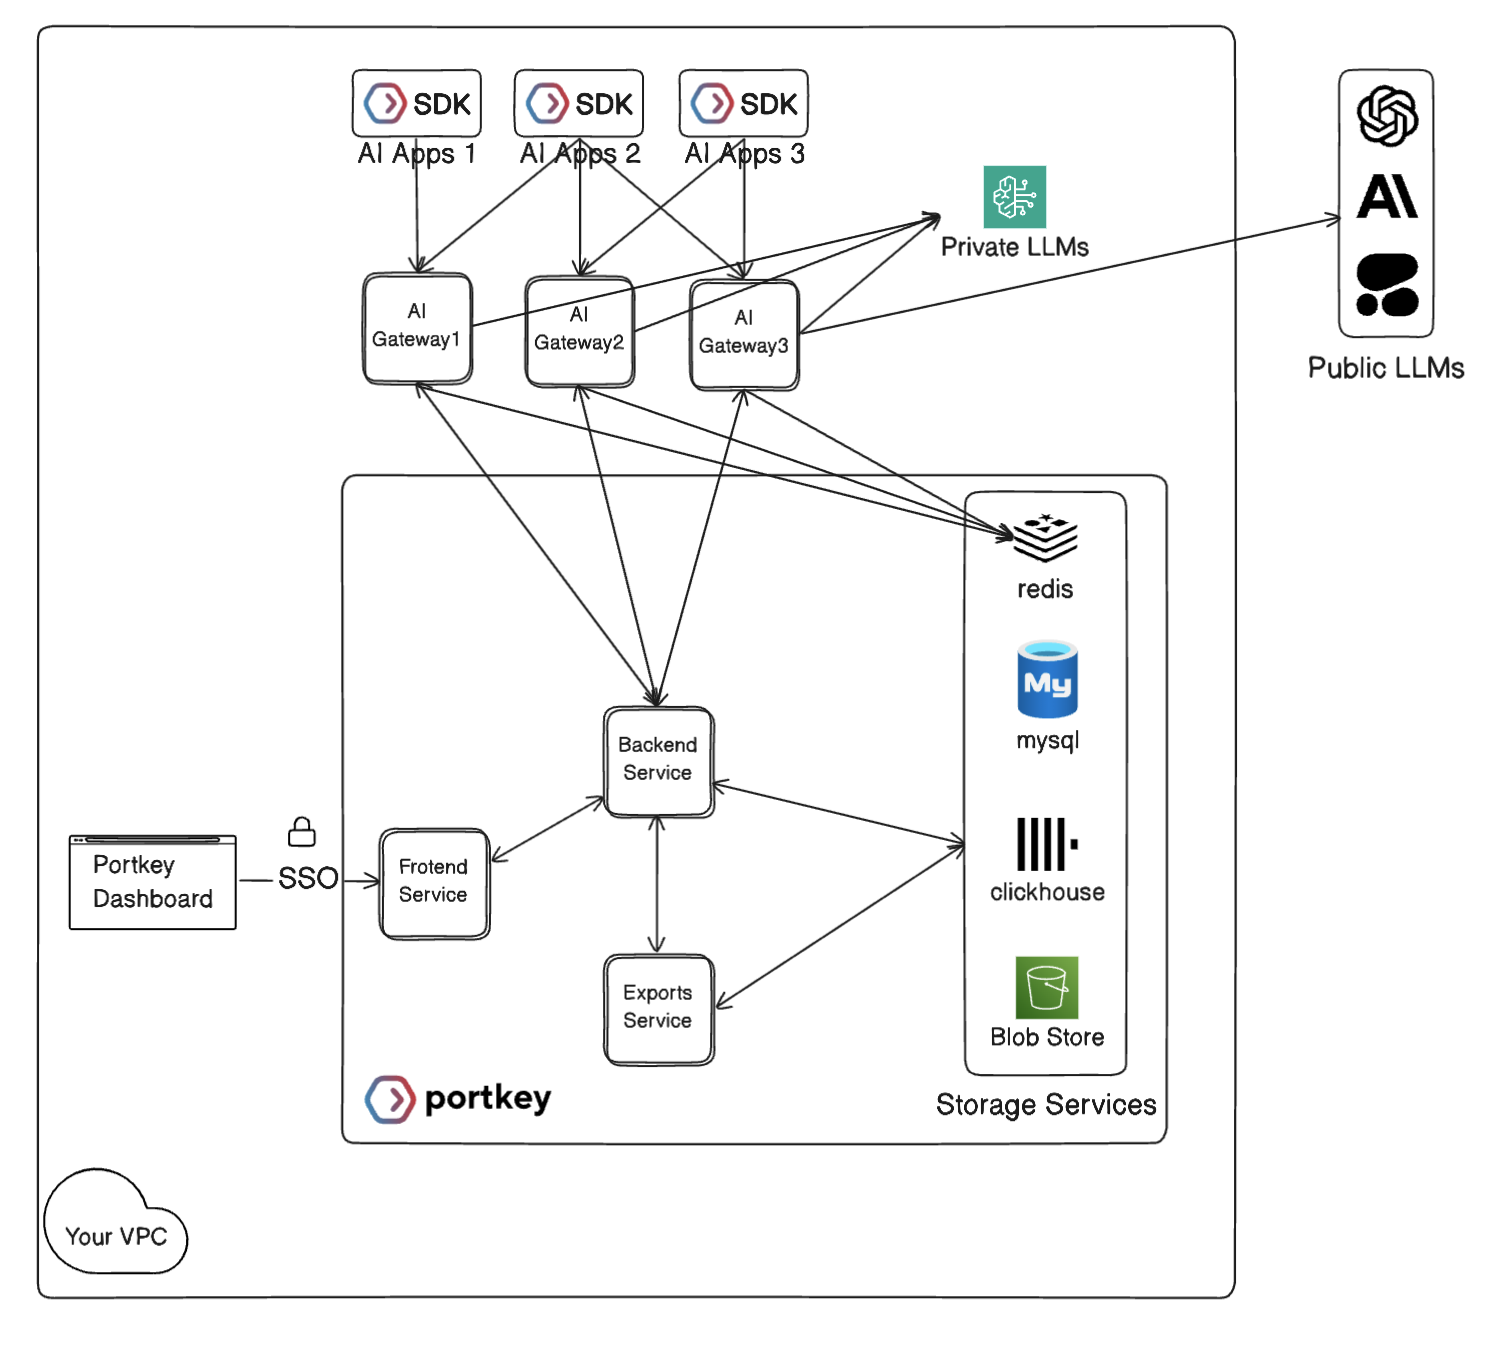 SDK
SDK
SDK
AI Apps 1
AI Apps 2
AI Apps 3
Private LLMs
AI
Gateway1
AI
Gateway2
AI
Gateway3
Public LLMs
redis
My
mysql
Backend
Service
Portkey
Dashboard
SSO
Frotend
Service
clickhouse
Exports
Service
Blob Store
portkey
Storage Services
Your VPC